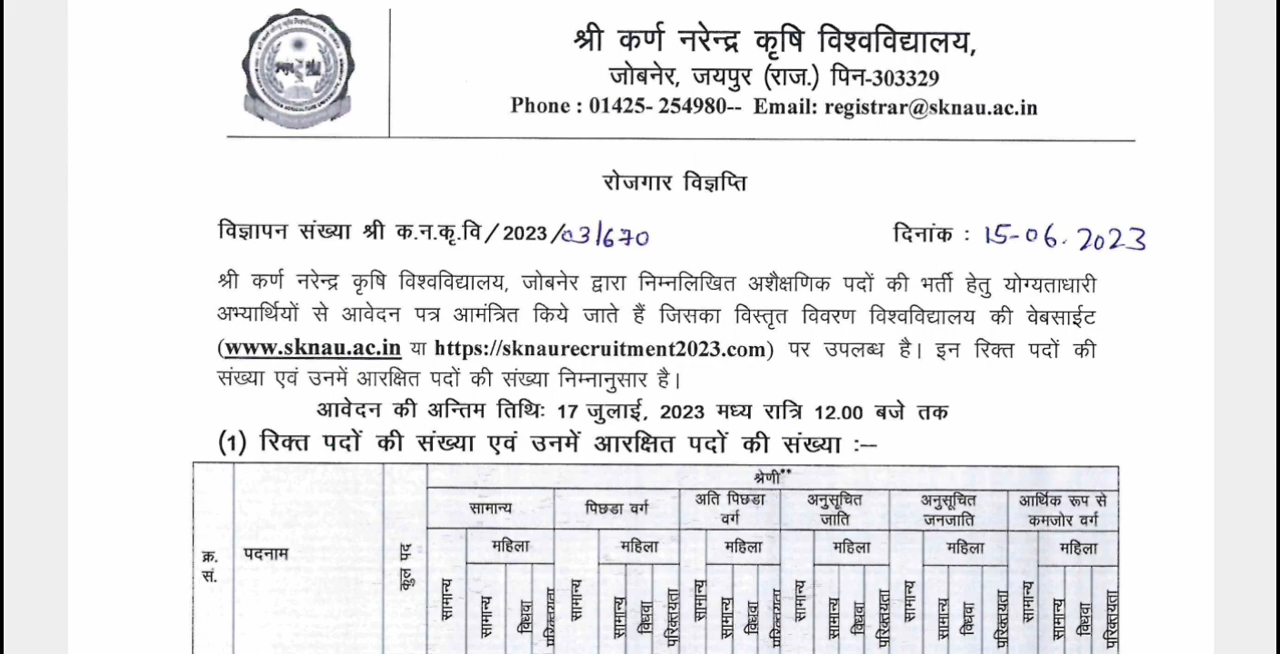 श्री कर्ण नरेन्द्र कृषि विश्वविद्यालय,
जोबनेर, जयपुर (राज.) पिन-303329
Phone : 01425- 254980-- Email: registrar@sknau.ac.in
रोजगार विज्ञप्ति
विज्ञापन संख्या श्री क.न.कृ.वि/2023/03/670
दिनांक : 15-06.2023
श्री कर्ण नरेन्द्र कृषि विश्वविद्यालय, जोबनेर द्वारा निम्नलिखित अशैक्षणिक पदों की भर्ती हेतु योग्यताधारी
अभ्यार्थियों से आवेदन पत्र आमंत्रित किये जाते हैं जिसका विस्तृत विवरण विश्वविद्यालय की वेबसाईट
(www.sknau.ac.in या https://sknaurecruitment2023.com) पर उपलब्ध है। इन रिक्त पदों की
संख्या एवं उनमें आरक्षित पदों की संख्या निम्नानुसार है।
आवेदन की अन्तिम तिथिः 17 जुलाई, 2023 मध्य रात्रि 12.00 बजे तक
(1) रिक्त पदों की संख्या एवं उनमें आरक्षित पदों की संख्या :–
क्र. सं.
पदनाम
कुल पद
श्रेणी**
सामान्य
पिछडा वर्ग
अति पिछडा वर्ग
अनुसूचित जाति
अनुसूचित जनजाति
आर्थिक रूप से कमजोर वर्ग
महिला महिला महिला महिला महिला महिला
सामान्य सामान्य विधवा परित्यक्ता
सामान्य सामान्य विधवा परित्यक्ता
सामान्य सामान्य विधवा परित्यक्ता
सामान्य सामान्य विधवा परित्यक्ता
सामान्य सामान्य विधवा परित्यक्ता
सामान्य सामान्य विधवा परित्यक्ता